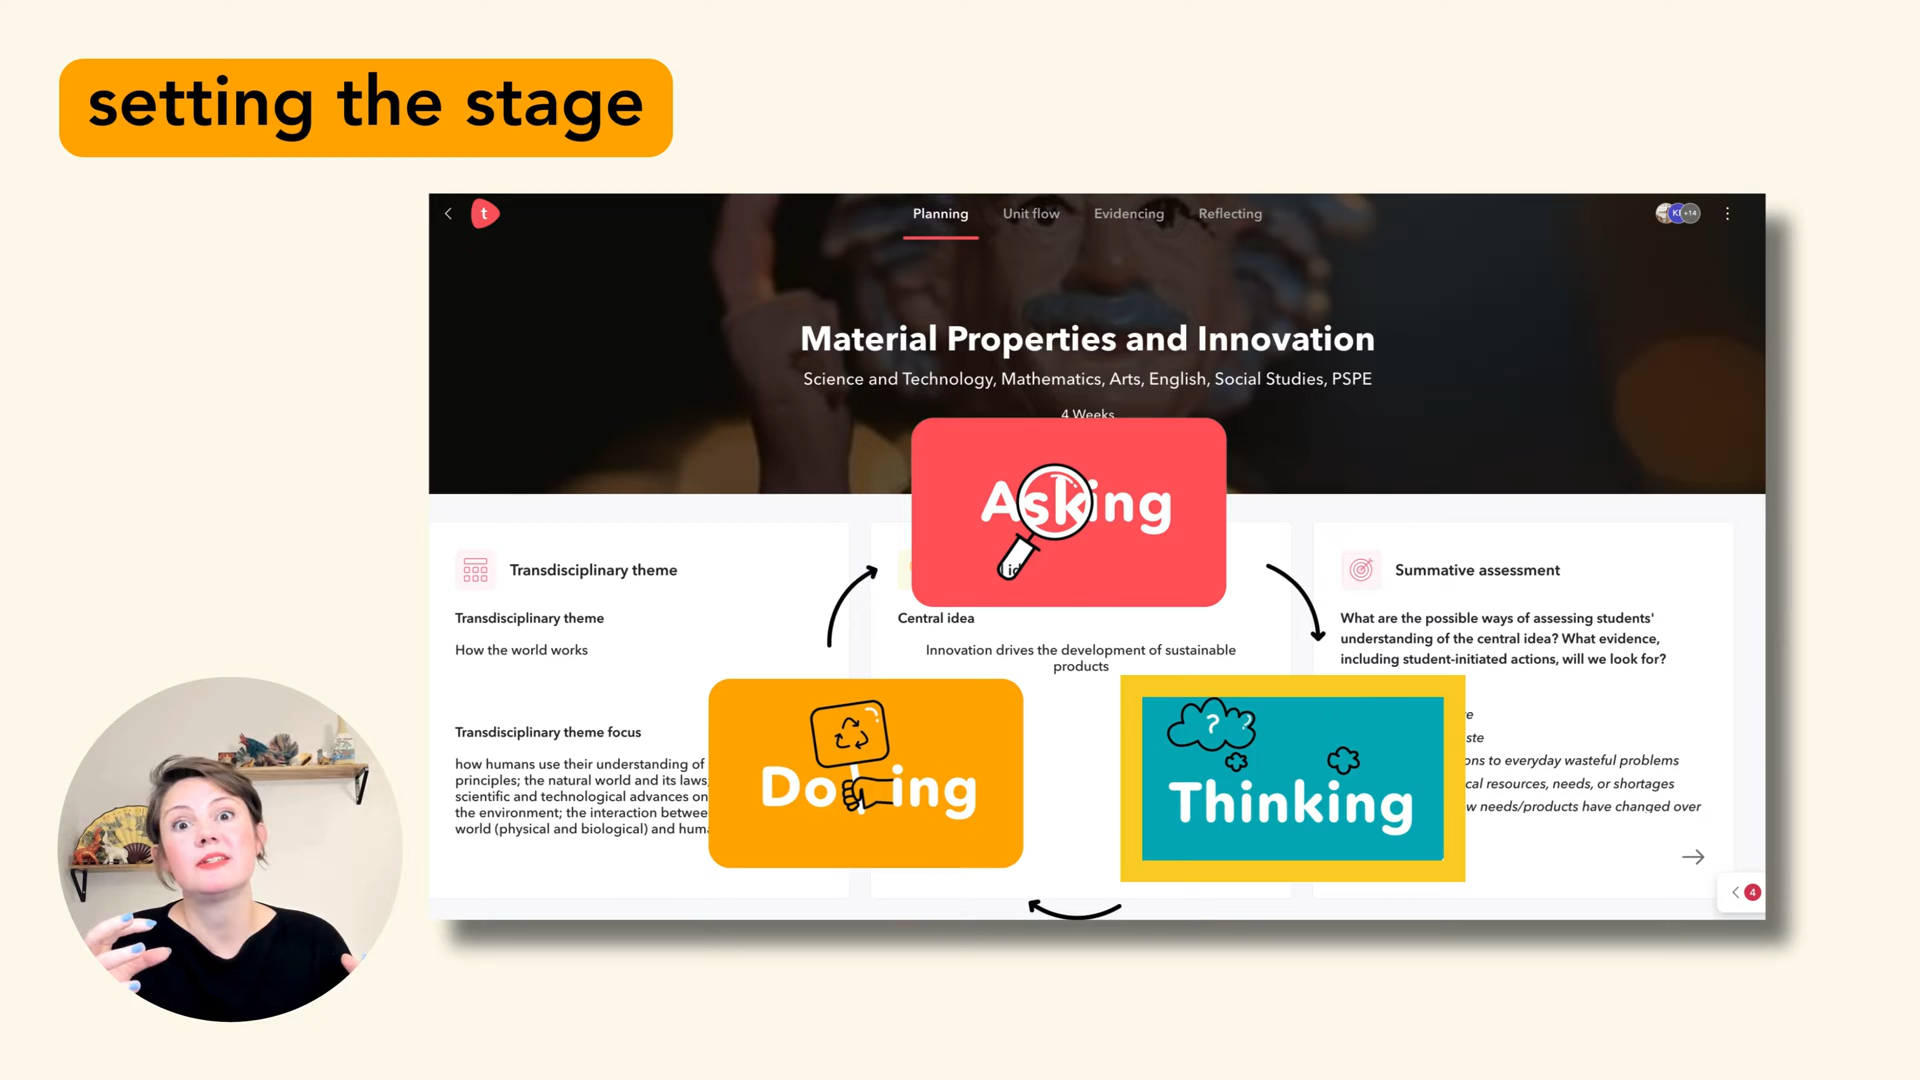 setting the stage
t
Planning
Unit flow
Evidencing
Reflecting
+14
Material Properties and Innovation
Science and Technology, Mathematics, Arts, English, Social Studies, PSPE
4 Weeks
Asking
Transdisciplinary theme
Transdisciplinary theme
How the world works
Transdisciplinary theme focus
how humans use their understanding of
principles; the natural world and its laws,
scientific and technological advances on
the environment; the interaction
world (physical and biological) and
Central idea
Innovation drives the development of sustainable
products
Summative assessment
What are the possible ways of assessing students'
understanding of the central idea? What evidence,
including student-initiated actions, will we look for?
to everyday wasteful problems
resources, needs, or shortages
needs/products have changed over
Doing
? ?
Thinking
4